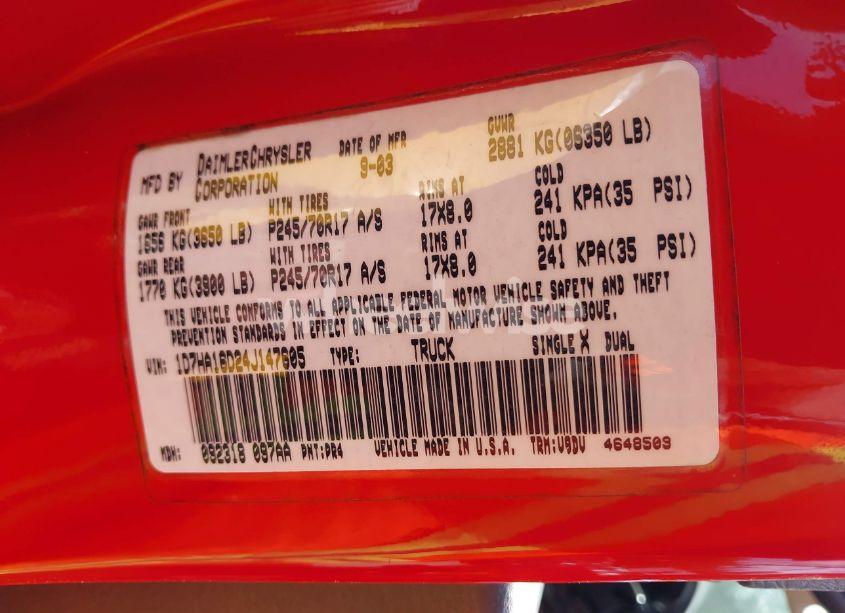 MFD BY DAIMLERCHRYSLER CORPORATION DATE OF MFR 9-03 GVWR 2881 KG(06350 LB)
GAWR FRONT WITH TIRES RIMS AT COLD
1656 KG(3650 LB) P245/70R17 A/S 17X8.0 241 KPA(35 PSI)
GAWR REAR WITH TIRES RIMS AT COLD
1770 KG(3900 LB) P245/70R17 A/S 17X8.0 241 KPA(35 PSI)
THIS VEHICLE CONFORMS TO ALL APPLICABLE FEDERAL MOTOR VEHICLE SAFETY AND THEFT
PREVENTION STANDARDS IN EFFECT ON THE DATE OF MANUFACTURE SHOWN ABOVE.
VIN: 1D7HA16D24J147605 TYPE: TRUCK SINGLE X DUAL
MDH: 092318 097AA PNT:PR4 VEHICLE MADE IN U.S.A. TRM:V9DV 4648509